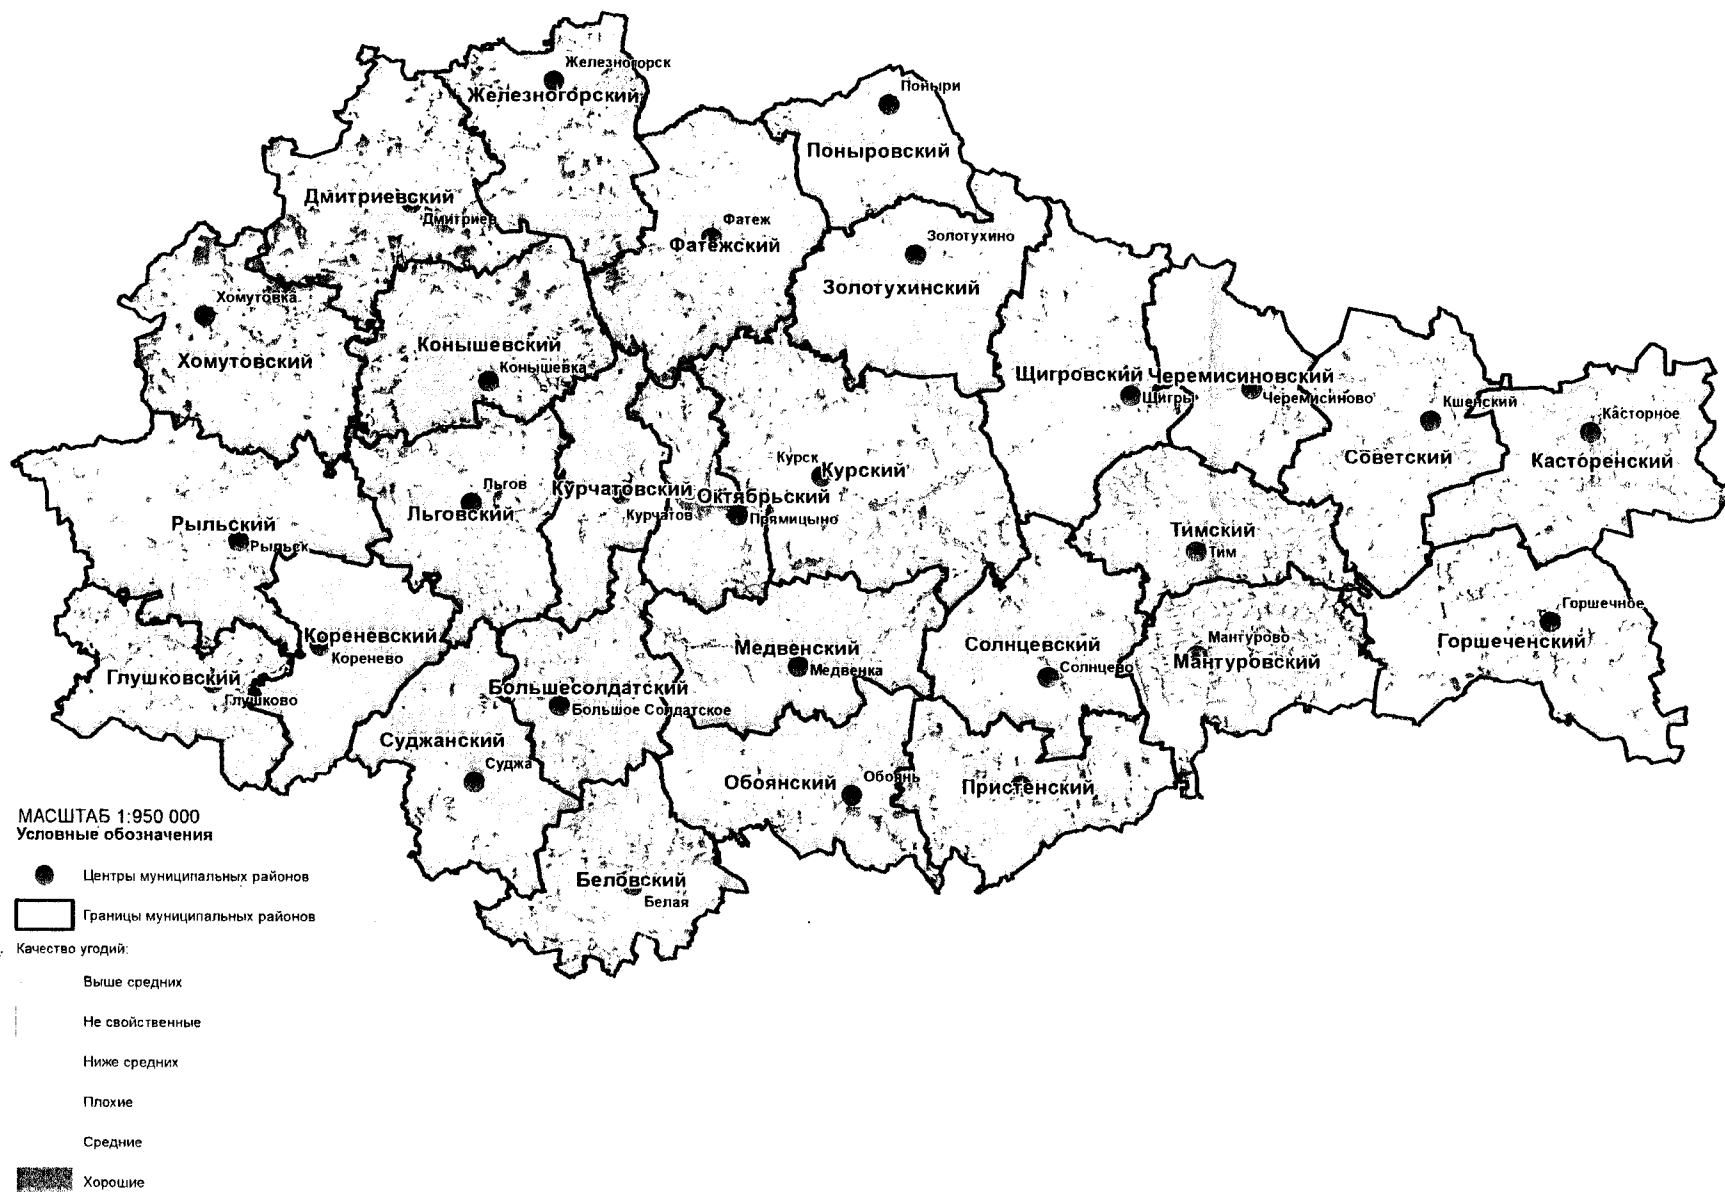 Железногорск
Железногорский
Поныри
Поныровский
Дмитриевский
Дмитриев
Фатеж
Фатежский
Золотухино
Золотухинский
Хомутовка
Хомутовский
Конышевский
Конышевка
Щигровский
Щигры
Черемисиновский
Черемисиново
Кшенский
Советский
Касторное
Касторенский
Курск
Курский
Льгов
Льговский
Курчатовский
Курчатов
Октябрьский
Прямицыно
Рыльский
Рыльск
Тимский
Тим
Горшечное
Горшеченский
Кореневский
Коренево
Медвенский
Медвенка
Солнцевский
Солнцево
Мантурово
Мантуровский
Глушковский
Глушково
Большесолдатский
Большое Солдатское
Суджанский
Суджа
Обоянский
Обоянь
Пристенский
Беловский
Белая
МАСШТАБ 1:950 000
Условные обозначения
Центры муниципальных районов
Границы муниципальных районов
Качество угодий:
Выше средних
Не свойственные
Ниже средних
Плохие
Средние
Хорошие